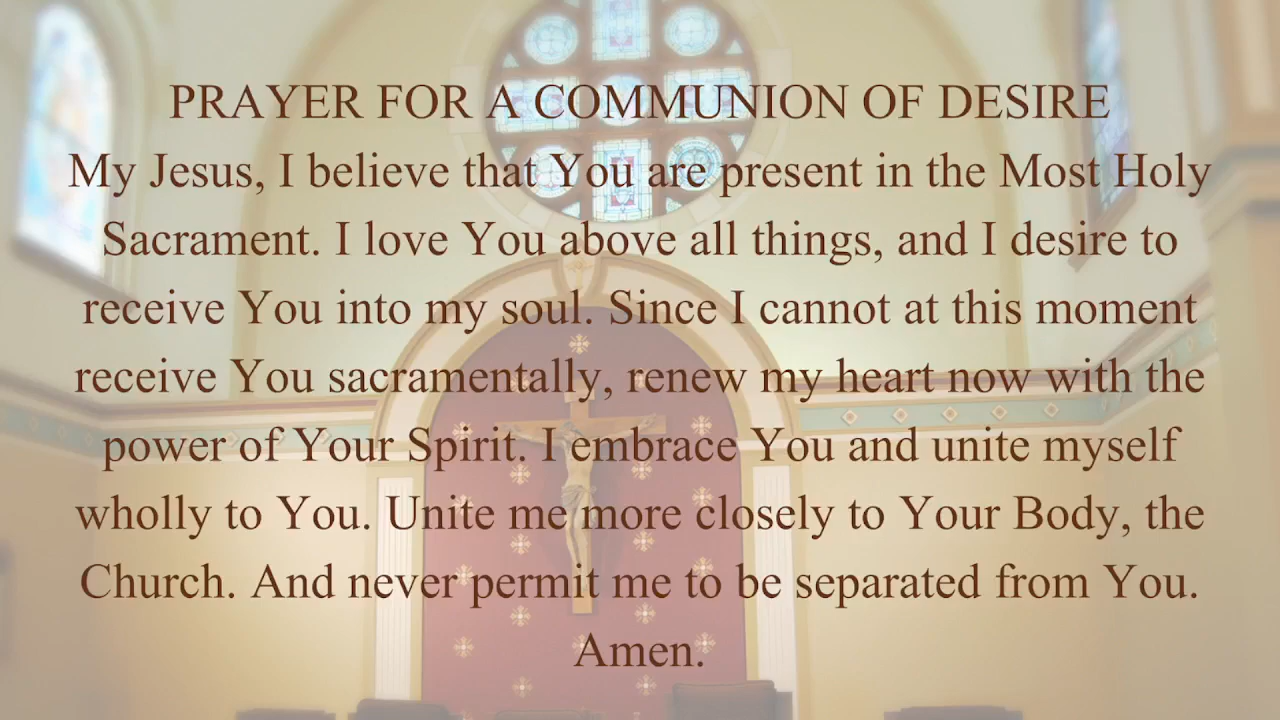 PRAYER FOR A COMMUNION OF DESIRE
My Jesus, I believe that You are present in the Most Holy
Sacrament. I love You above all things, and I desire to
receive You into my soul. Since I cannot at this moment
receive You sacramentally, renew my heart now with the
power of Your Spirit. I embrace You and unite myself
wholly to You. Unite me more closely to Your Body, the
Church. And never permit me to be separated from You.
Amen.